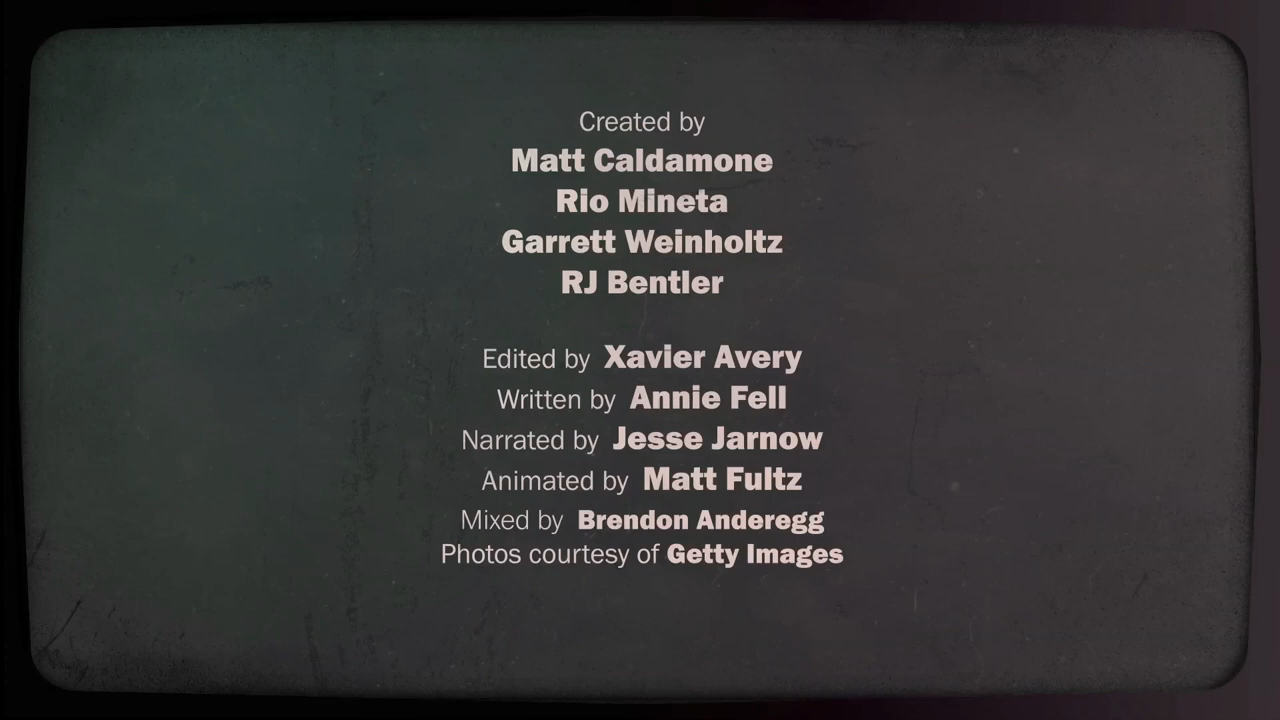 Created by
Matt Caldamone
Rio Mineta
Garrett Weinholtz
RJ Bentler
Edited by Xavier Avery
Written by Annie Fell
Narrated by Jesse Jarnow
Animated by Matt Fultz
Mixed by Brendon Anderegg
Photos courtesy of Getty Images